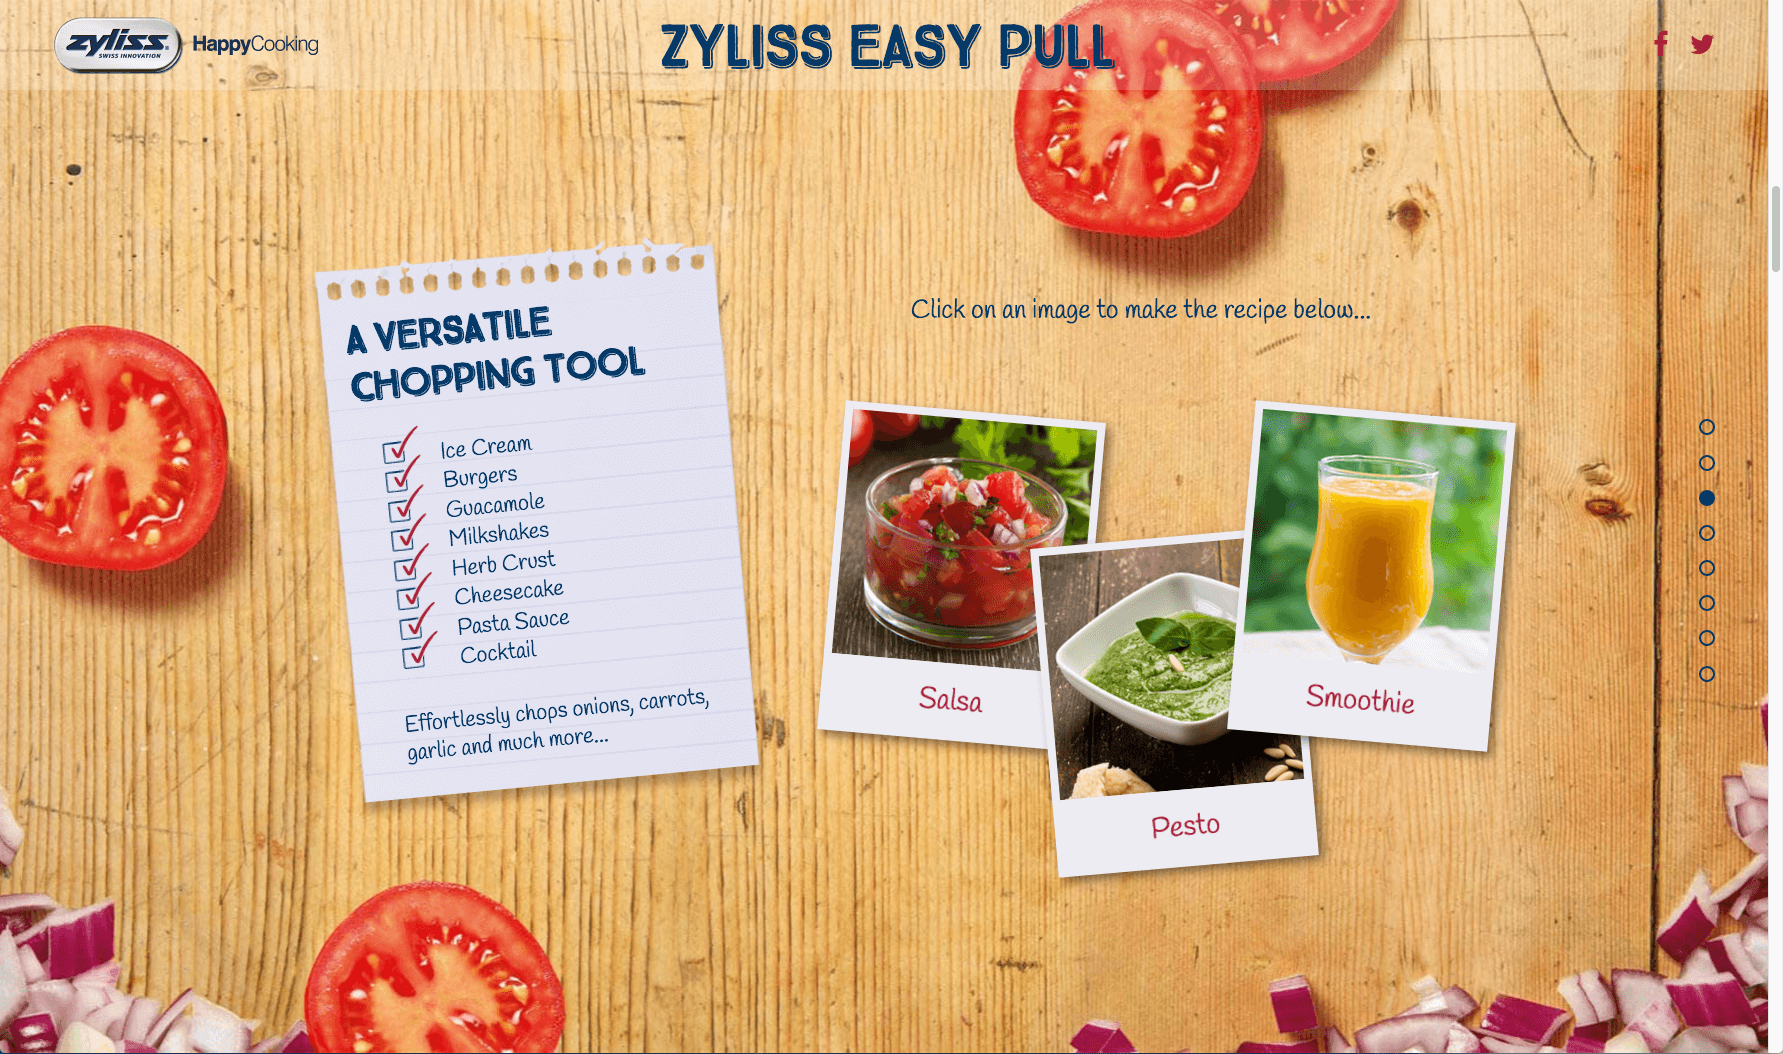 zyliss
SWISS INNOVATION
HappyCooking
ZYLISS EASY PULL
A VERSATILE
CHOPPING TOOL
Ice Cream
Burgers
Guacamole
Milkshakes
Herb Crust
Cheesecake
Pasta Sauce
Cocktail
Effortlessly chops onions, carrots,
garlic and much more...
Click on an image to make the recipe below...
Salsa
Pesto
Smoothie